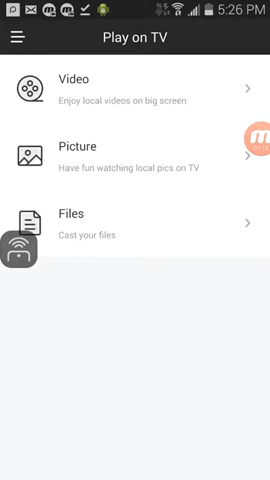 5:26 PM
Play on TV
Video
Enjoy local videos on big screen
Picture
Have fun watching local pics on TV
Files
Cast your files